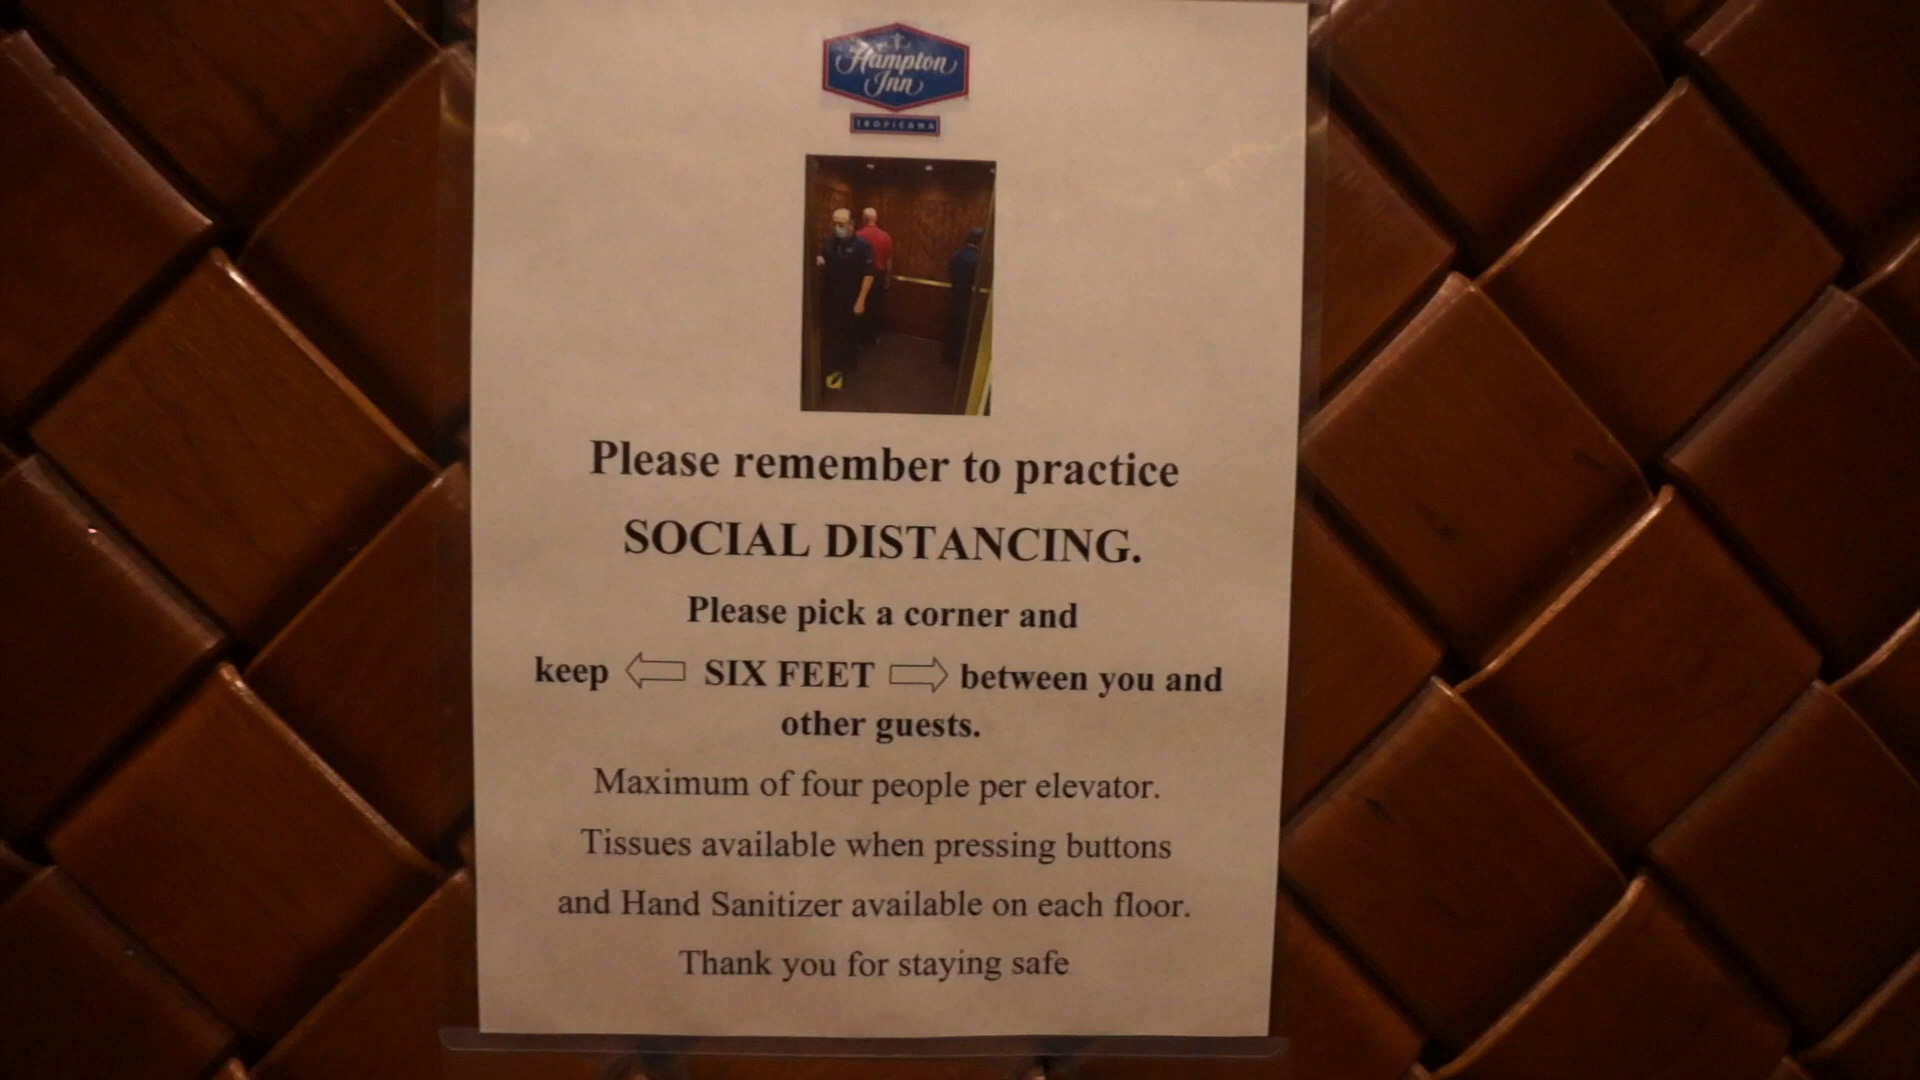 Hampton
Inn
TROPICANA
Please remember to practice
SOCIAL DISTANCING.
Please pick a corner and
keep SIX FEET between you and
other guests.
Maximum of four people per elevator.
Tissues available when pressing buttons
and Hand Sanitizer available on each floor.
Thank you for staying safe